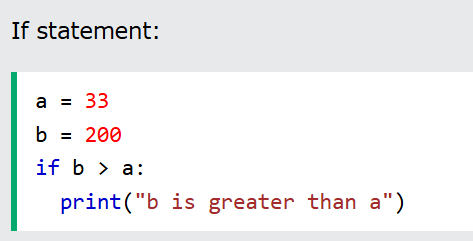 If statement:
a = 33
b = 200
if b > a:
  print("b is greater than a")